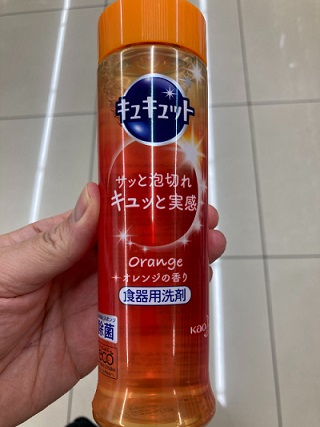 キュキュット
サッと泡切れ
キュッと実感
orange
オレンジの香り
食器用洗剤
除菌
eco
Kao